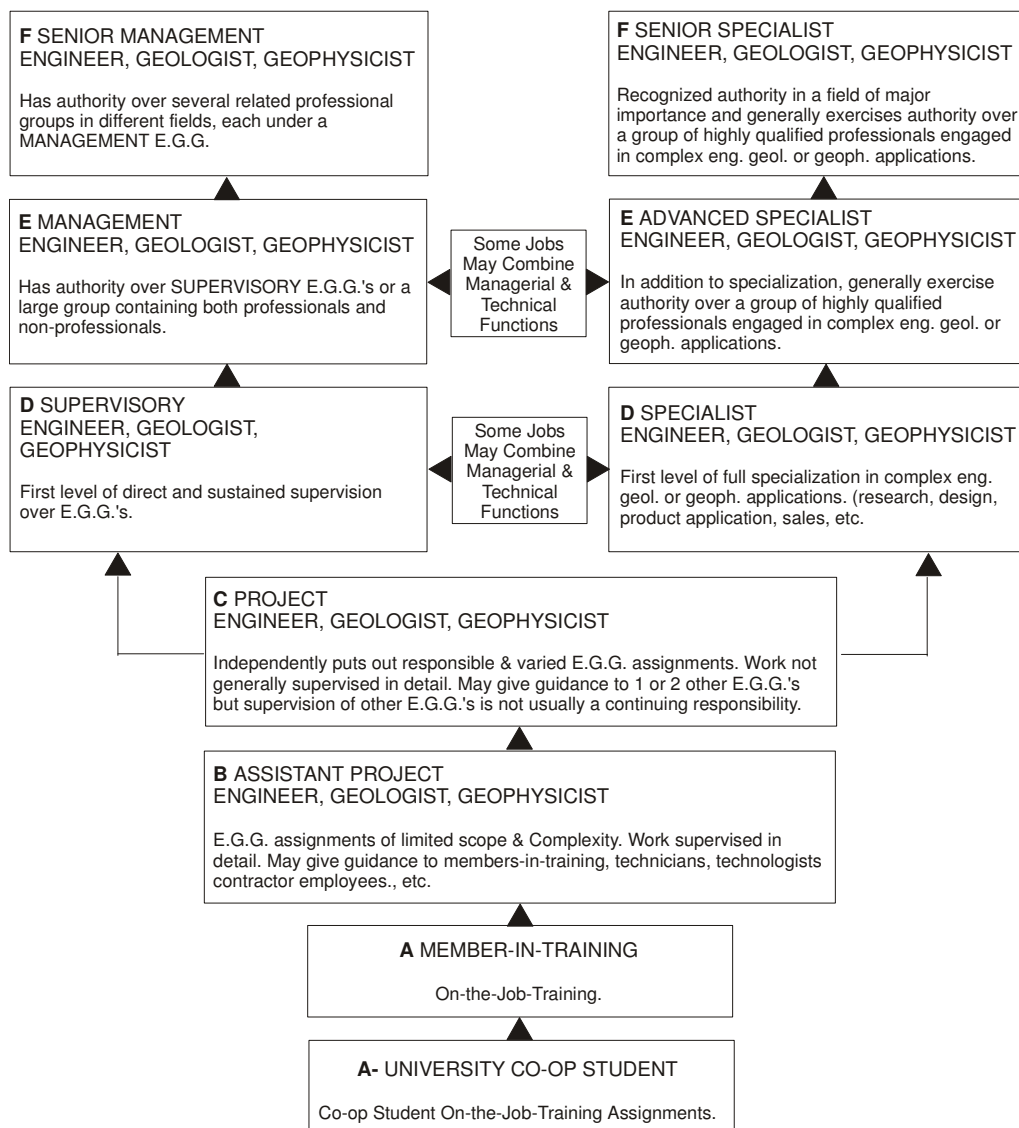 F SENIOR MANAGEMENT
ENGINEER, GEOLOGIST, GEOPHYSICIST
Has authority over several related professional
groups in different fields, each under a
MANAGEMENT E.G.G.
F SENIOR SPECIALIST
ENGINEER, GEOLOGIST, GEOPHYSICIST
Recognized authority in a field of major
importance and generally exercises authority over
a group of highly qualified professionals engaged
in complex eng. geol. or geoph. applications.
E MANAGEMENT
ENGINEER, GEOLOGIST, GEOPHYSICIST
Has authority over SUPERVISORY E.G.G.'s or a
large group containing both professionals and
non-professionals.
Some Jobs
May Combine
Managerial &
Technical
Functions
E ADVANCED SPECIALIST
ENGINEER, GEOLOGIST, GEOPHYSICIST
In addition to specialization, generally exercise
authority over a group of highly qualified
professionals engaged in complex eng. geol. or
geoph. applications.
D SUPERVISORY
ENGINEER, GEOLOGIST,
GEOPHYSICIST
First level of direct and sustained supervision
over E.G.G.'s.
Some Jobs
May Combine
Managerial &
Technical
Functions
D SPECIALIST
ENGINEER, GEOLOGIST, GEOPHYSICIST
First level of full specialization in complex eng.
geol. or geoph. applications. (research, design,
product application, sales, etc.
C PROJECT
ENGINEER, GEOLOGIST, GEOPHYSICIST
Independently puts out responsible & varied E.G.G. assignments. Work not
generally supervised in detail. May give guidance to 1 or 2 other E.G.G.'s
but supervision of other E.G.G.'s is not usually a continuing responsibility.
B ASSISTANT PROJECT
ENGINEER, GEOLOGIST, GEOPHYSICIST
E.G.G. assignments of limited scope & Complexity. Work supervised in
detail. May give guidance to members-in-training, technicians, technologists
contractor employees., etc.
A MEMBER-IN-TRAINING
On-the-Job-Training.
A- UNIVERSITY CO-OP STUDENT
Co-op Student On-the-Job-Training Assignments.